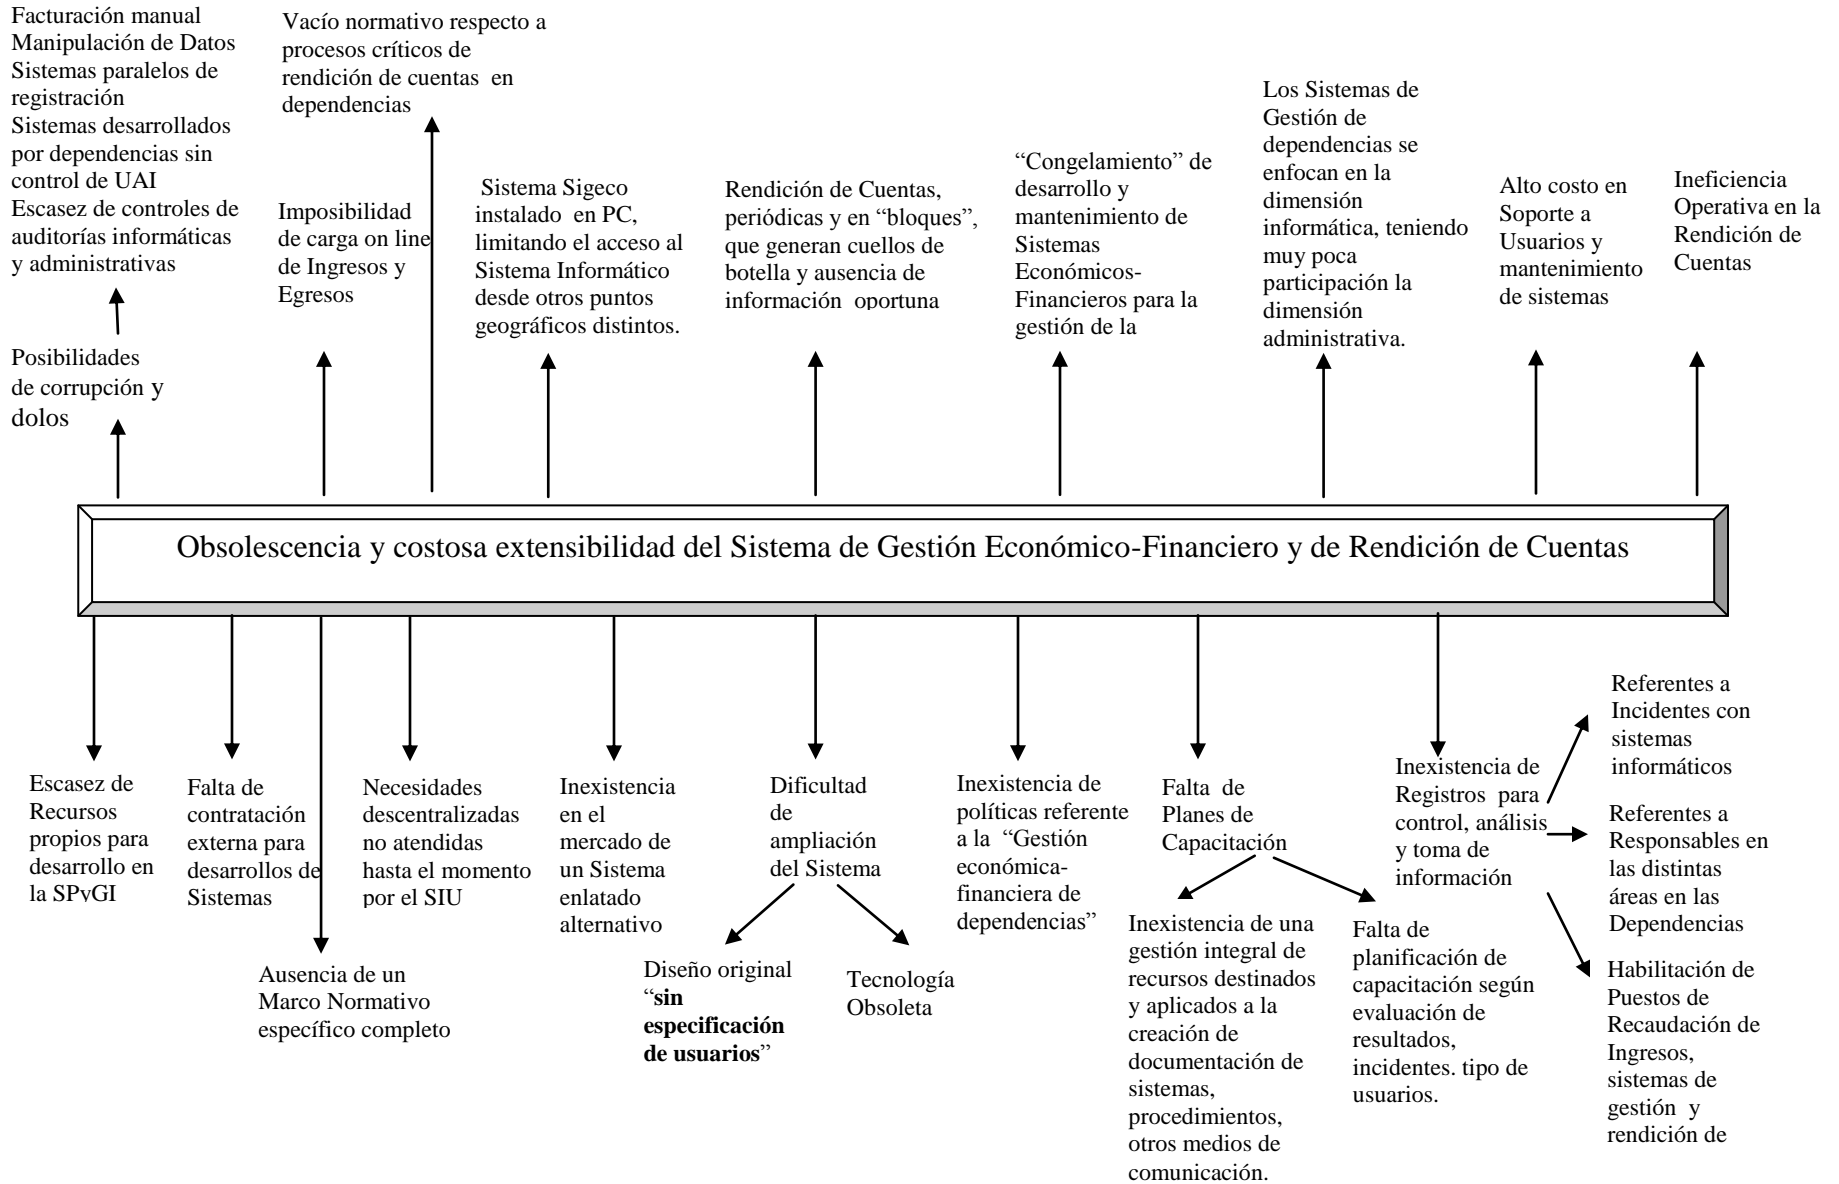 Facturación manual
Manipulación de Datos
Sistemas paralelos de
registración
Sistemas desarrollados
por dependencias sin
control de UAI
Escasez de controles de
auditorías informáticas
y administrativas
Posibilidades
de corrupción y
dolos
Vacío normativo respecto a
procesos críticos de
rendición de cuentas en
dependencias
Imposibilidad
de carga on line
de Ingresos y
Egresos
Sistema Sigeco
instalado en PC,
limitando el acceso al
Sistema Informático
desde otros puntos
geográficos distintos.
Rendición de Cuentas,
periódicas y en “bloques”,
que generan cuellos de
botella y ausencia de
información oportuna
“Congelamiento” de
desarrollo y
mantenimiento de
Sistemas
Económicos-
Financieros para la
gestión de la
Los Sistemas de
Gestión de
dependencias se
enfocan en la
dimensión
informática, teniendo
muy poca
participación la
dimensión
administrativa.
Alto costo en
Soporte a
Usuarios y
mantenimiento
de sistemas
Ineficiencia
Operativa en la
Rendición de
Cuentas
Obsolescencia y costosa extensibilidad del Sistema de Gestión Económico-Financiero y de Rendición de Cuentas
Escasez de
Recursos
propios para
desarrollo en
la SPyGI
Falta de
contratación
externa para
desarrollos de
Sistemas
Ausencia de un
Marco Normativo
específico completo
Necesidades
descentralizadas
no atendidas
hasta el momento
por el SIU
Inexistencia
en el
mercado de
un Sistema
enlatado
alternativo
Dificultad
de
ampliación
del Sistema
Diseño original
“sin
especificación
de usuarios”
Tecnología
Obsoleta
Inexistencia de
políticas referente
a la “Gestión
económica-
financiera de
dependencias”
Falta de
Planes de
Capacitación
Inexistencia de una
gestión integral de
recursos destinados
y aplicados a la
creación de
documentación de
sistemas,
procedimientos,
otros medios de
comunicación.
Falta de
planificación de
capacitación según
evaluación de
resultados,
incidentes. tipo de
usuarios.
Inexistencia de
Registros para
control, análisis
y toma de
información
Referentes a
Incidentes con
sistemas
informáticos
Referentes a
Responsables en
las distintas
áreas en las
Dependencias
Habilitación de
Puestos de
Recaudación de
Ingresos,
sistemas de
gestión y
rendición de